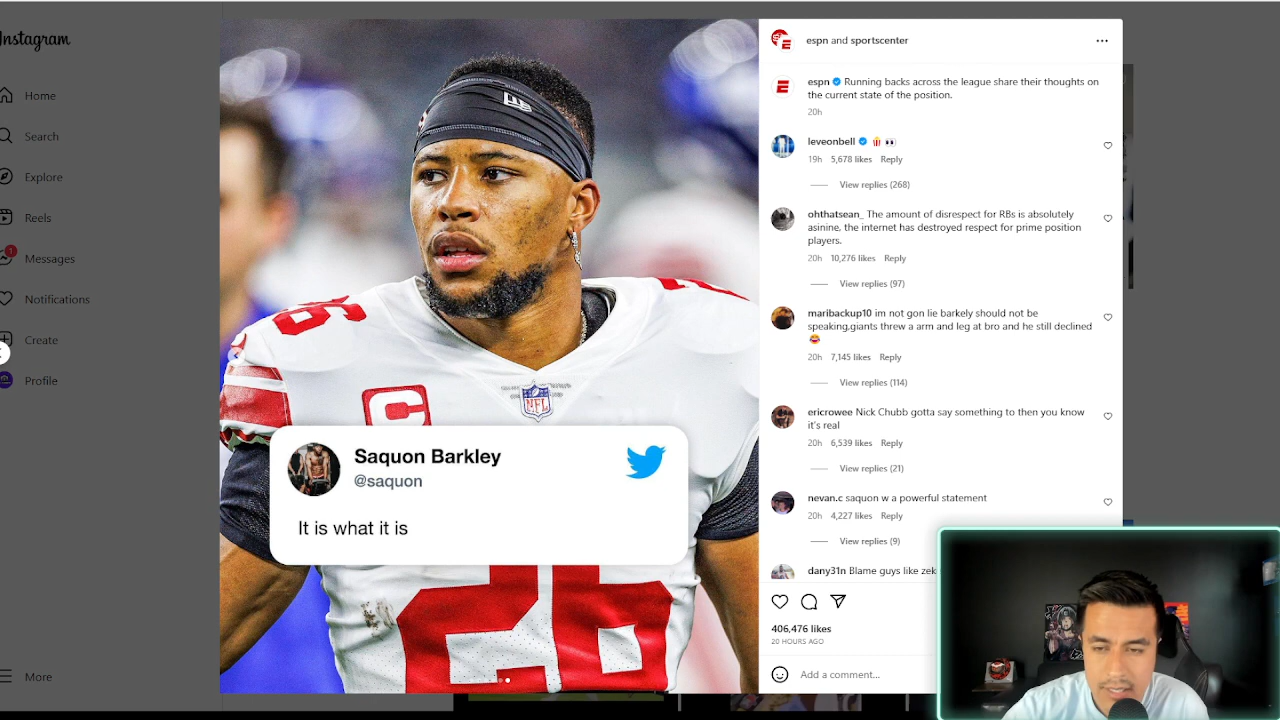 Instagram
Home
Search
Explore
Reels
1
Messages
Notifications
Create
Profile
More
26
C
NFL
Saquon Barkley
@saquon
It is what it is
26
espn and sportscenter
espn Running backs across the league share their thoughts on
the current state of the position.
20h
leveonbell 🍿 👀
19h 5,678 likes Reply
View replies (268)
ohthatsean_ The amount of disrespect for RBs is absolutely
asinine, the internet has destroyed respect for prime position
players.
20h 10,276 likes Reply
View replies (97)
maribackup10 im not gon lie barkely should not be
speaking,giants threw a arm and leg at bro and he still declined
😂
20h 7,145 likes Reply
View replies (114)
ericrowee Nick Chubb gotta say something to then you know
it's real
20h 6,539 likes Reply
View replies (21)
nevan.c saquon w a powerful statement
20h 4,227 likes Reply
View replies (9)
dany31n Blame guys like zek
406,476 likes
20 HOURS AGO
Add a comment...